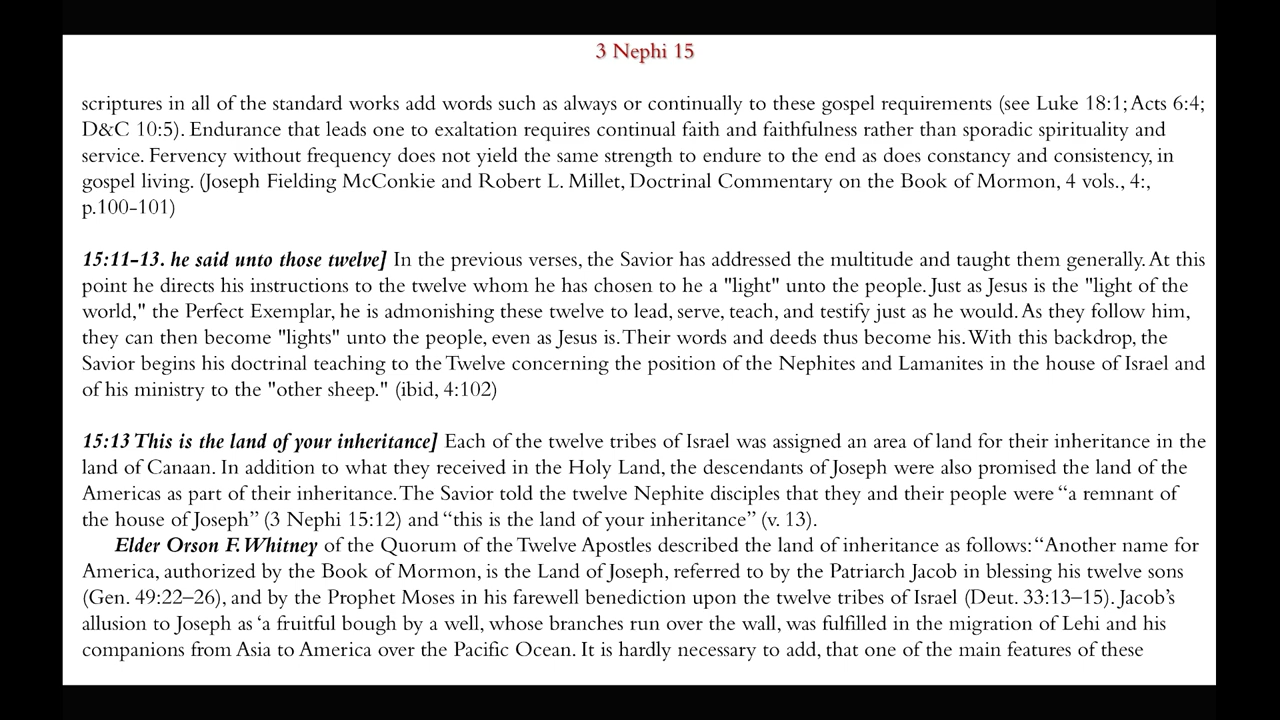 3 Nephi 15
scriptures in all of the standard works add words such as always or continually to these gospel requirements (see Luke 18:1; Acts 6:4;
D&C 10:5). Endurance that leads one to exaltation requires continual faith and faithfulness rather than sporadic spirituality and
service. Fervency without frequency does not yield the same strength to endure to the end as does constancy and consistency, in
gospel living. (Joseph Fielding McConkie and Robert L. Millet, Doctrinal Commentary on the Book of Mormon, 4 vols., 4:,
p.100-101)
15:11-13. he said unto those twelve] In the previous verses, the Savior has addressed the multitude and taught them generally. At this
point he directs his instructions to the twelve whom he has chosen to he a "light" unto the people. Just as Jesus is the "light of the
world," the Perfect Exemplar, he is admonishing these twelve to lead, serve, teach, and testify just as he would. As they follow him,
they can then become "lights" unto the people, even as Jesus is. Their words and deeds thus become his. With this backdrop, the
Savior begins his doctrinal teaching to the Twelve concerning the position of the Nephites and Lamanites in the house of Israel and
of his ministry to the "other sheep." (ibid, 4:102)
15:13 This is the land of your inheritance] Each of the twelve tribes of Israel was assigned an area of land for their inheritance in the
land of Canaan. In addition to what they received in the Holy Land, the descendants of Joseph were also promised the land of the
Americas as part of their inheritance. The Savior told the twelve Nephite disciples that they and their people were “a remnant of
the house of Joseph” (3 Nephi 15:12) and “this is the land of your inheritance” (v. 13).
Elder Orson F. Whitney of the Quorum of the Twelve Apostles described the land of inheritance as follows: “Another name for
America, authorized by the Book of Mormon, is the Land of Joseph, referred to by the Patriarch Jacob in blessing his twelve sons
(Gen. 49:22–26), and by the Prophet Moses in his farewell benediction upon the twelve tribes of Israel (Deut. 33:13–15). Jacob’s
allusion to Joseph as ‘a fruitful bough by a well, whose branches run over the wall, was fulfilled in the migration of Lehi and his
companions from Asia to America over the Pacific Ocean. It is hardly necessary to add, that one of the main features of these